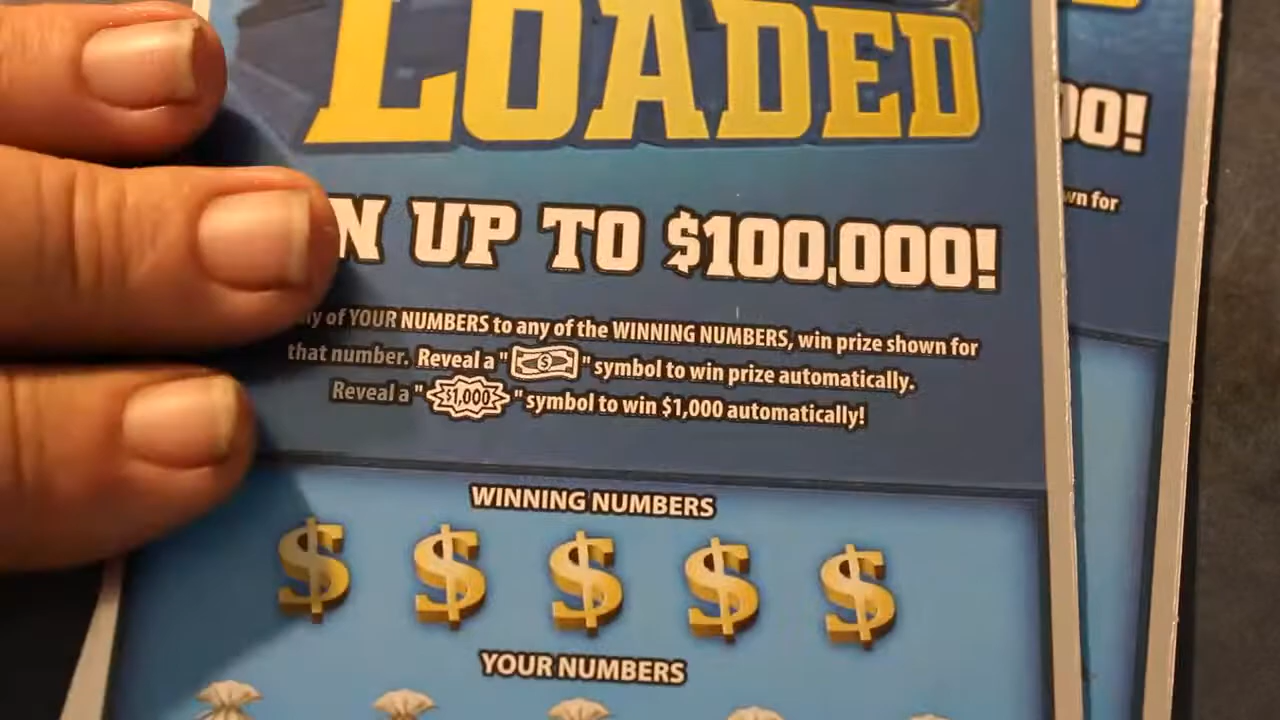 LOADED
N UP TO $100,000!
00!
wn for
ny of YOUR NUMBERS to any of the WINNING NUMBERS, win prize shown for
that number. Reveal a " $ " symbol to win prize automatically.
Reveal a " $1,000 " symbol to win $1,000 automatically!
WINNING NUMBERS
$ $ $ $ $
YOUR NUMBERS